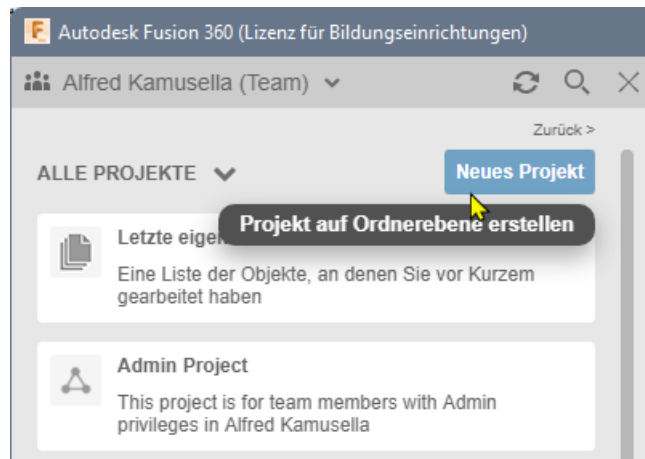 Autodesk Fusion 360 (Lizenz für Bildungseinrichtungen)
Alfred Kamusella (Team)
Zurück >
ALLE PROJEKTE
Neues Projekt
Projekt auf Ordnerebene erstellen
Letzte
Eine Liste der Objekte, an denen Sie vor Kurzem
gearbeitet haben
Admin Project
This project is for team members with Admin
privileges in Alfred Kamusella